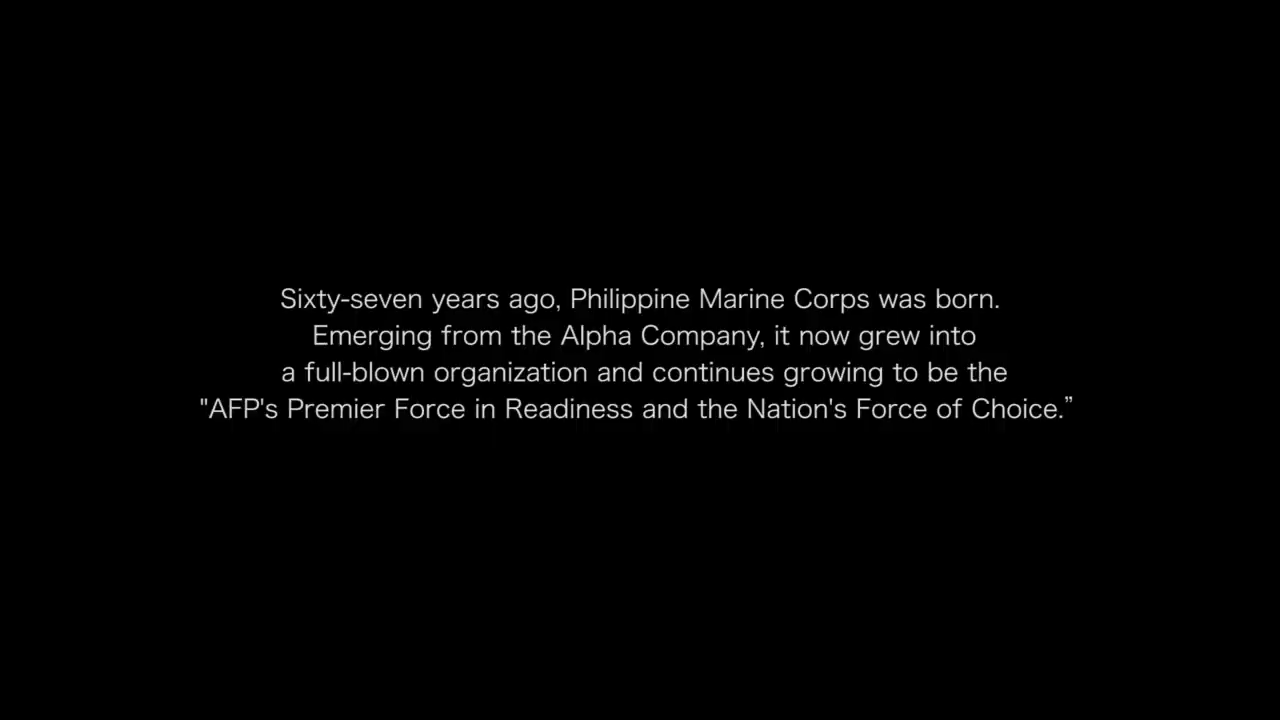 Sixty-seven years ago, Philippine Marine Corps was born.
Emerging from the Alpha Company, it now grew into
a full-blown organization and continues growing to be the
"AFP's Premier Force in Readiness and the Nation's Force of Choice.”